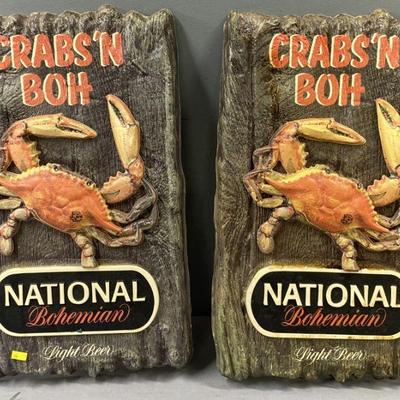 CRABS'N
BOH
NATIONAL
Bohemian
Light Beer
CRABS'N
BOH
NATIONAL
Bohemian
Light Beer